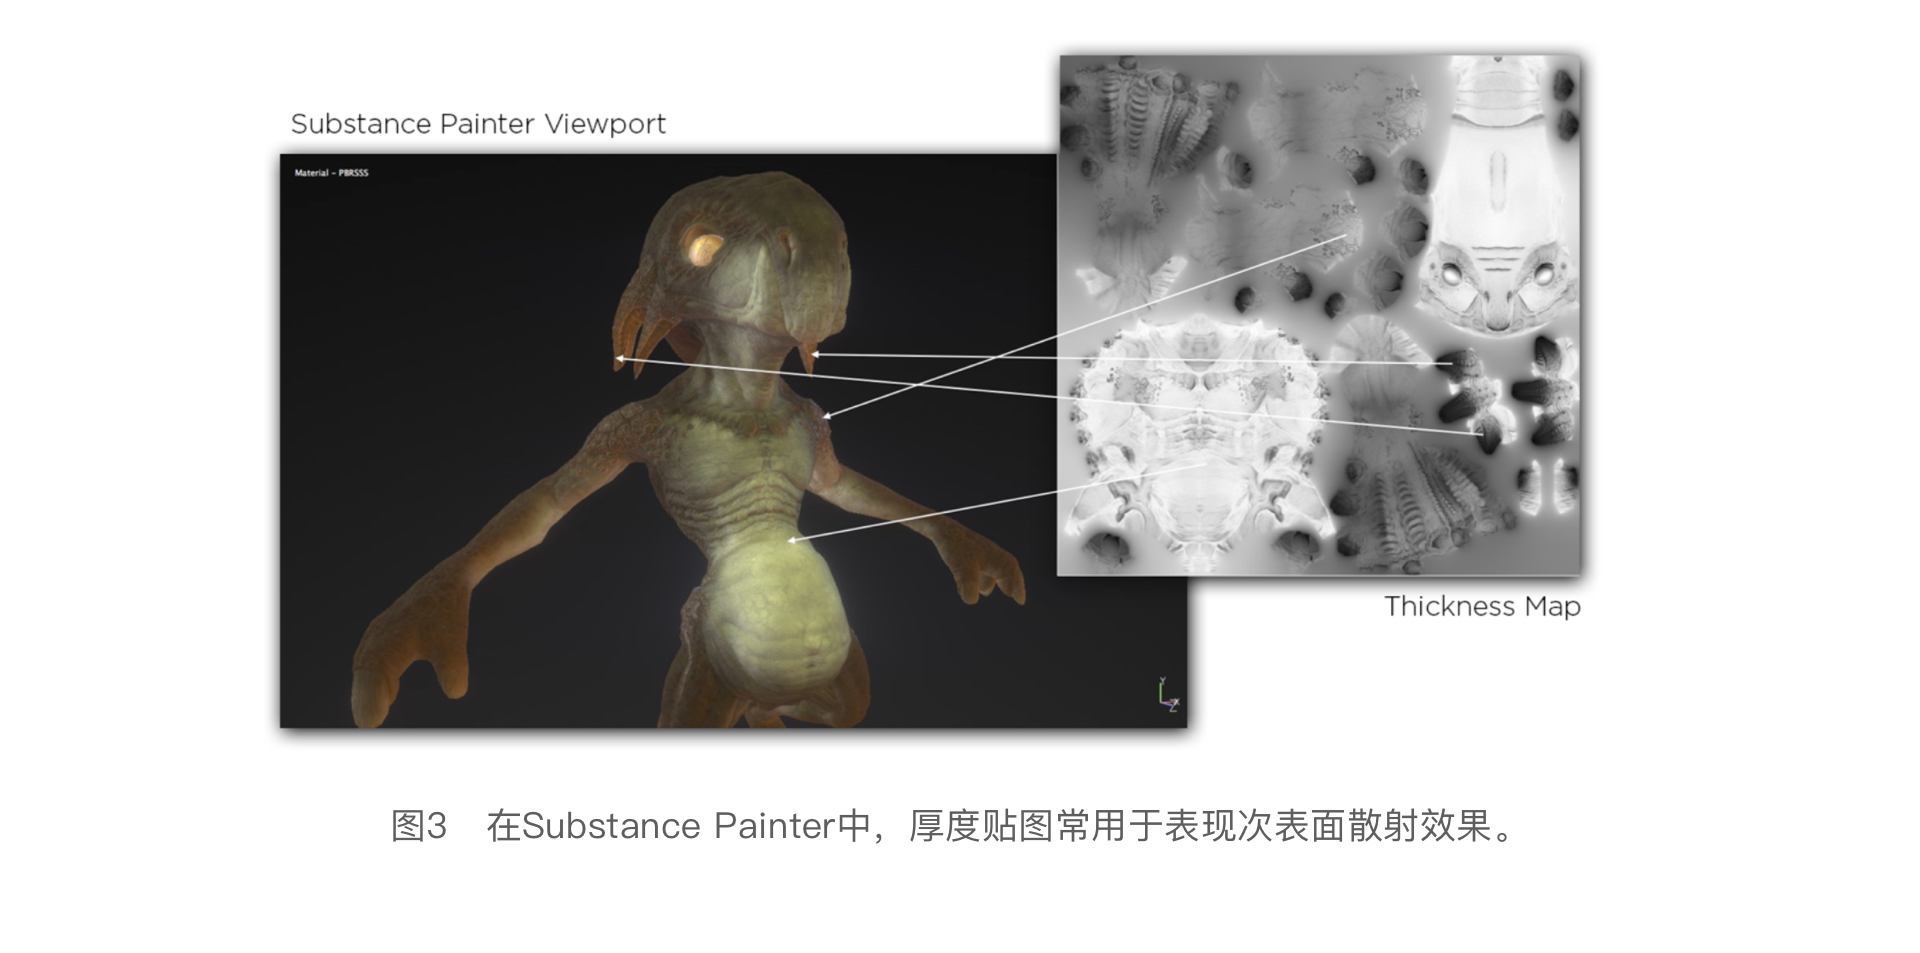 Substance Painter Viewport
Material - PBRSSS
Y
X
Z
Thickness Map
图3 在Substance Painter中，厚度贴图常用于表现次表面散射效果。